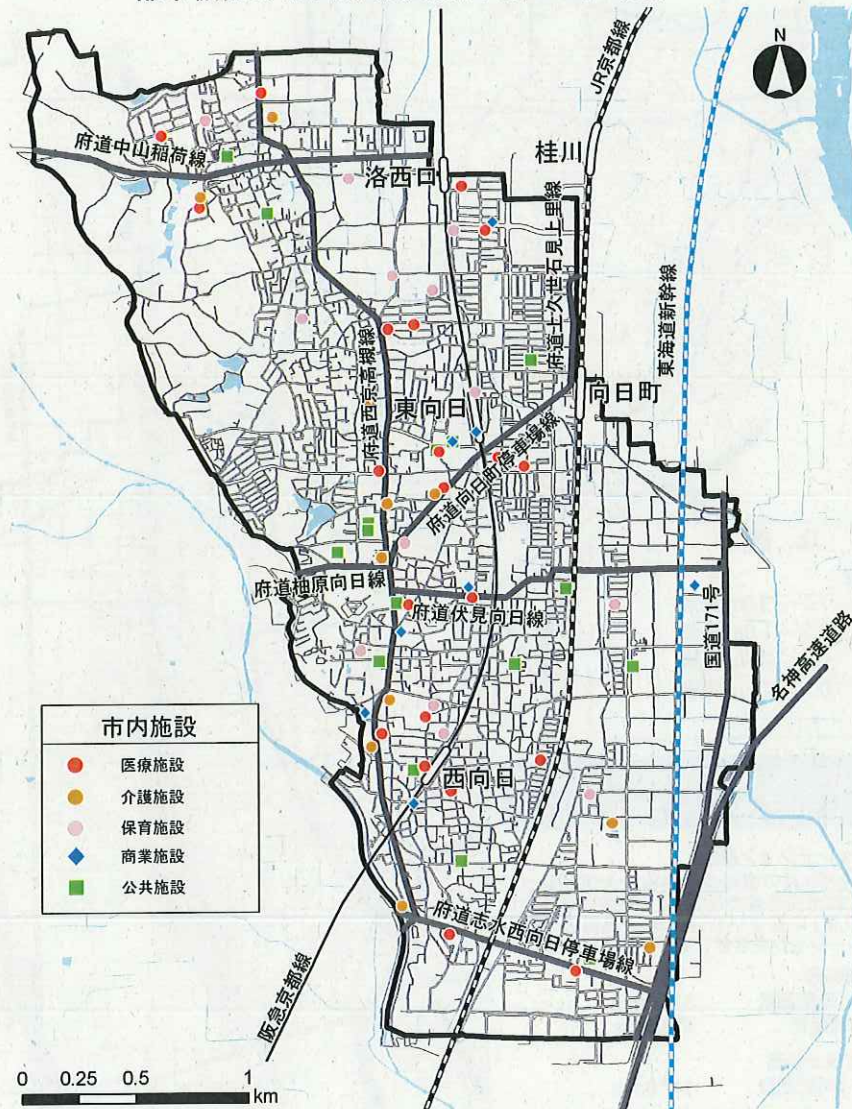 N
JR京都線
府道中山稲荷線
洛西口
桂川
府道上久世石見上里線
東海道新幹線
府道西京高槻線
東向日
向日町
府道向日町停車場線
府道柚原向日線
府道伏見向日線
国道171号
名神高速道路
市内施設
医療施設
介護施設
保育施設
商業施設
公共施設
西向日
府道志水西向日停車場線
阪急京都線
0 0.25 0.5 1
km